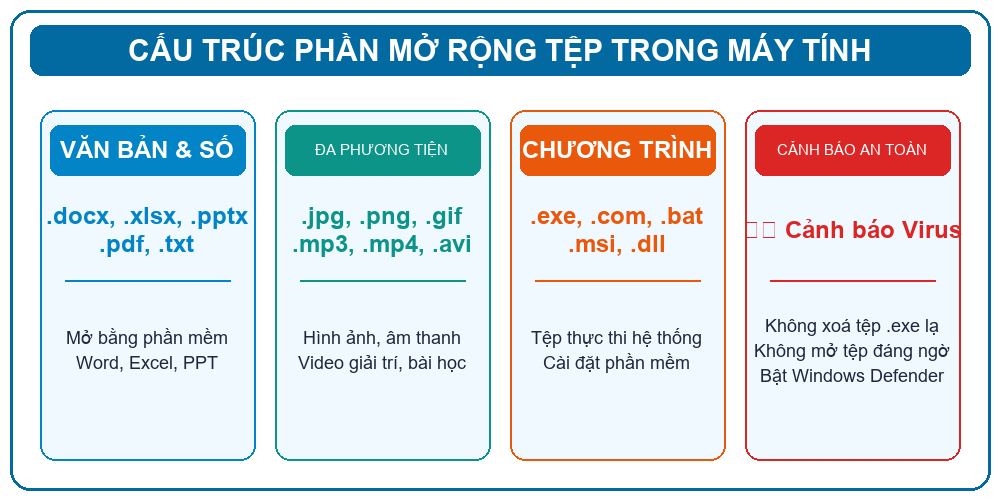 CẤU TRÚC PHẦN MỞ RỘNG TỆP TRONG MÁY TÍNH
VĂN BẢN & SỐ
.docx, .xlsx, .pptx
.pdf, .txt
Mở bằng phần mềm
Word, Excel, PPT
ĐA PHƯƠNG TIỆN
.jpg, .png, .gif
.mp3, .mp4, .avi
Hình ảnh, âm thanh
Video giải trí, bài học
CHƯƠNG TRÌNH
.exe, .com, .bat
.msi, .dll
Tệp thực thi hệ thống
Cài đặt phần mềm
CẢNH BÁO AN TOÀN
Cảnh báo Virus
Không xoá tệp .exe lạ
Không mở tệp đáng ngờ
Bật Windows Defender